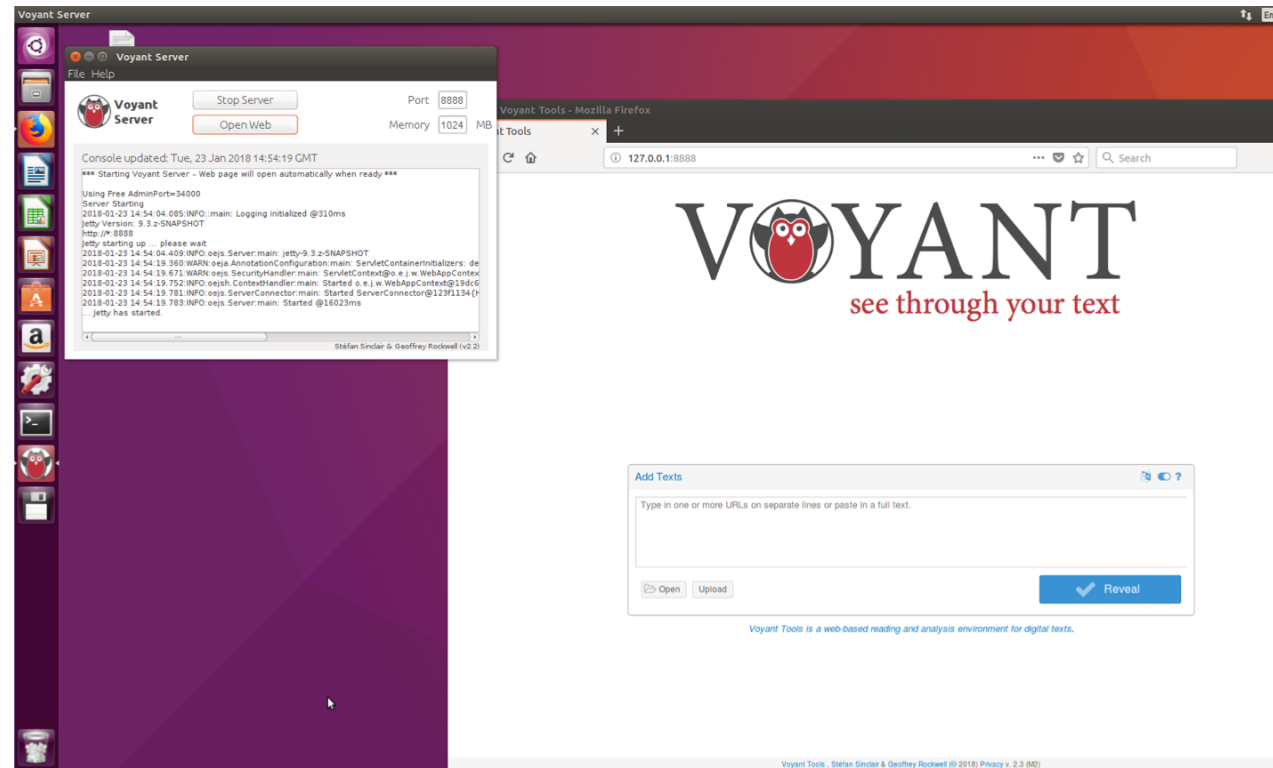 Voyant Server
En
Voyant Server
File Help
Voyant Server
Stop Server
Port 8888
Open Web
Memory 1024 MB
Console updated: Tue, 23 Jan 2018 14:54:19 GMT
*** Starting Voyant Server - Web page will open automatically when ready ***
Using Free AdminPort=34000
Server Starting
2018-01-23 14:54:04.085:INFO::main: Logging initialized @310ms
Jetty Version: 9.3.z-SNAPSHOT
http://*:8888
Jetty starting up ... please wait
2018-01-23 14:54:04.409:INFO:oejs.Server:main: jetty-9.3.z-SNAPSHOT
2018-01-23 14:54:19.360:WARN:oeja.AnnotationConfiguration:main: ServletContainerInitializers: de
2018-01-23 14:54:19.671:WARN:oejs.SecurityHandler:main: ServletContext@o.e.j.w.WebAppContex
2018-01-23 14:54:19.752:INFO:oejsh.ContextHandler:main: Started o.e.j.w.WebAppContext@19dc6
2018-01-23 14:54:19.781:INFO:oejs.ServerConnector:main: Started ServerConnector@123f1134{H
2018-01-23 14:54:19.783:INFO:oejs.Server:main: Started @16023ms
... Jetty has started.
Stéfan Sinclair & Geoffrey Rockwell (v2.2)
Voyant Tools - Mozilla Firefox
nt Tools
127.0.0.1:8888
Search
VOYANT
see through your text
Add Texts
?
Type in one or more URLs on separate lines or paste in a full text.
Open Upload
Reveal
Voyant Tools is a web-based reading and analysis environment for digital texts.
Voyant Tools , Stéfan Sinclair & Geoffrey Rockwell (© 2018) Privacy v. 2.3 (M2)